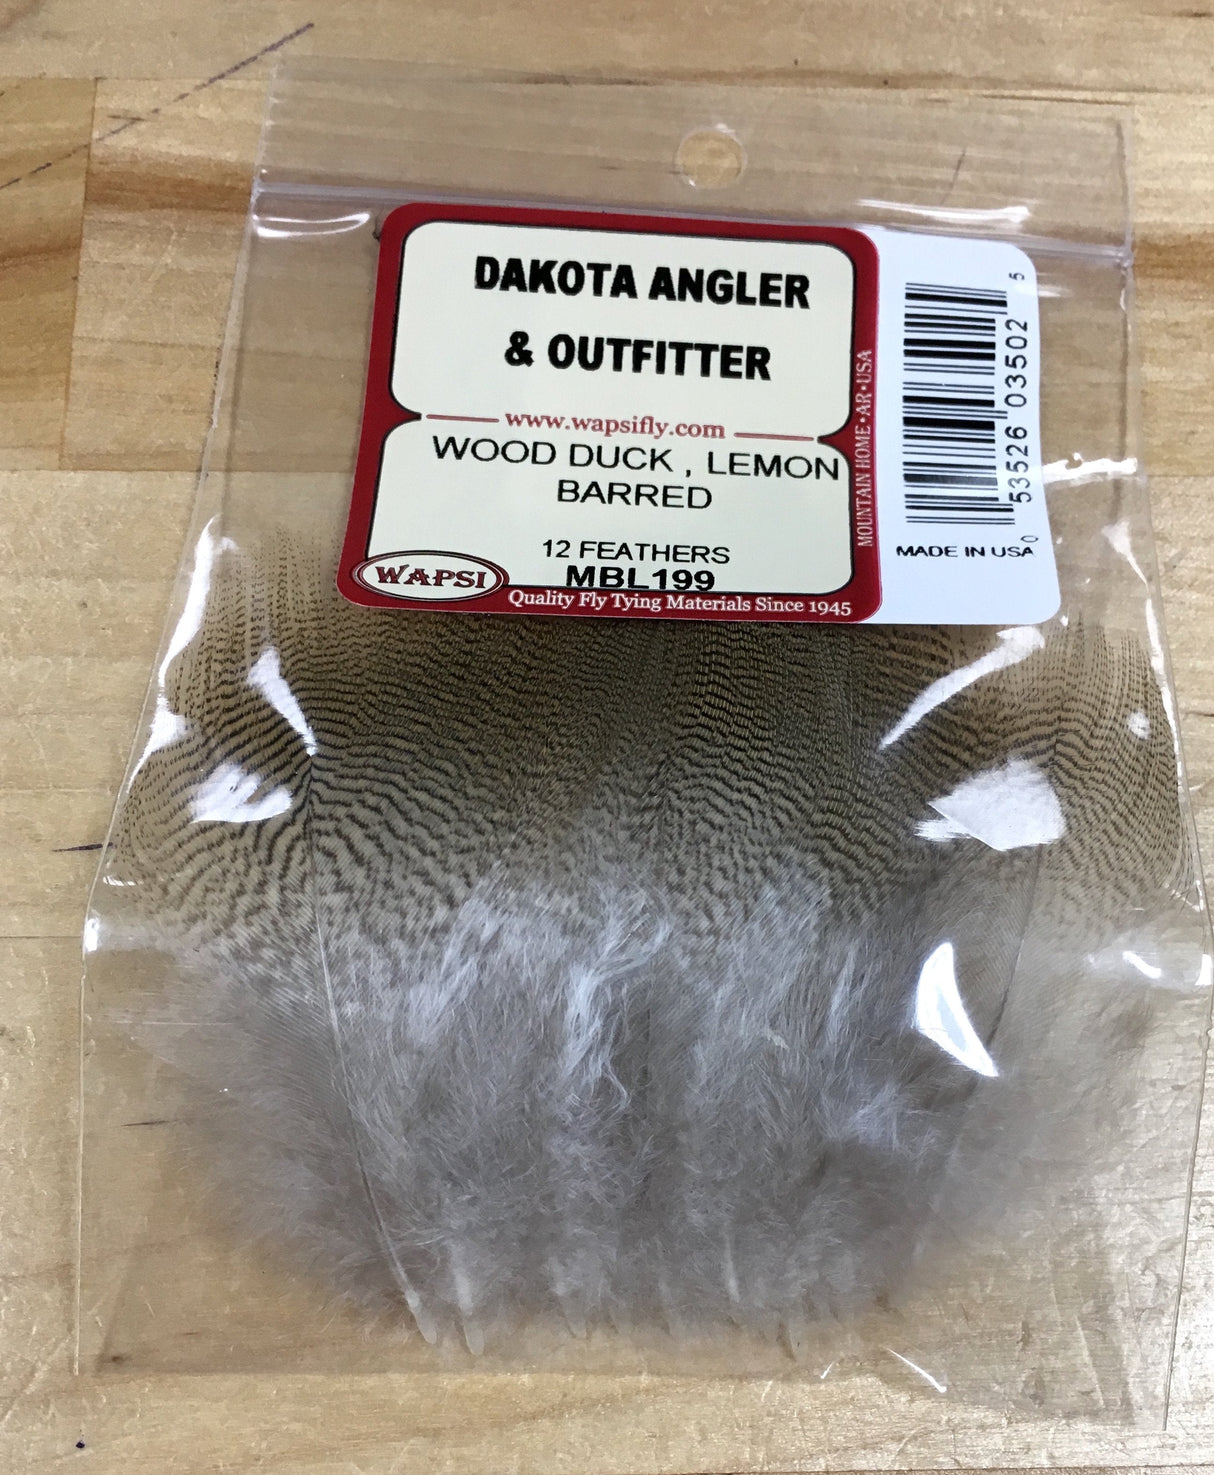 DAKOTA ANGLER
& OUTFITTER
www.wapsifly.com
WOOD DUCK , LEMON
BARRED
12 FEATHERS
MBL199
WAPSI
Quality Fly Tying Materials Since 1945
MOUNTAIN HOME • AR • USA
0 53526 03502 5
MADE IN USA